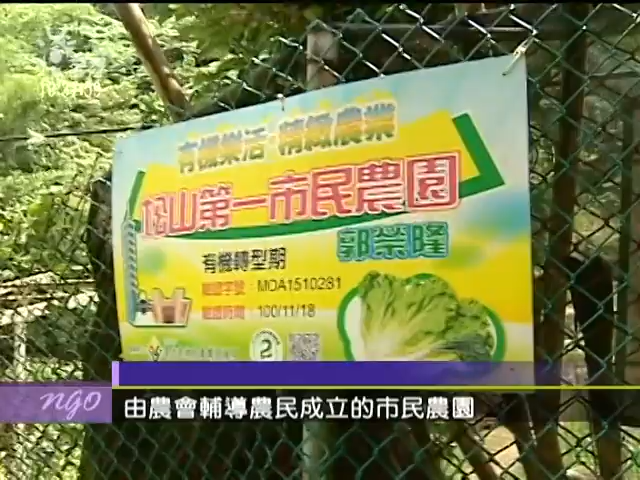 有機樂活·精緻農業
松山第一市民農園
郭榮隆
有機轉型期
MOA1510281
100/11/18
2
ngo
由農會輔導農民成立的市民農園